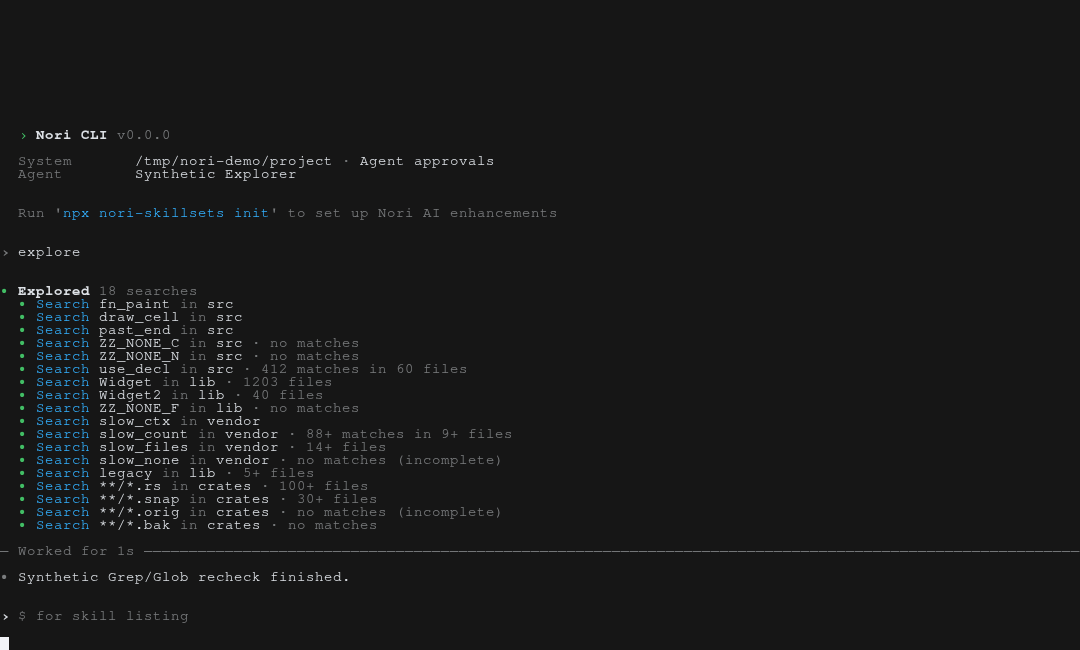 › Nori CLI v0.0.0
System /tmp/nori-demo/project · Agent approvals
Agent Synthetic Explorer
Run 'npx nori-skillsets init' to set up Nori AI enhancements
› explore
• Explored 18 searches
• Search fn_paint in src
• Search draw_cell in src
• Search past_end in src
• Search ZZ_NONE_C in src · no matches
• Search ZZ_NONE_N in src · no matches
• Search use_decl in src · 412 matches in 60 files
• Search Widget in lib · 1203 files
• Search Widget2 in lib · 40 files
• Search ZZ_NONE_F in lib · no matches
• Search slow_ctx in vendor
• Search slow_count in vendor · 88+ matches in 9+ files
• Search slow_files in vendor · 14+ files
• Search slow_none in vendor · no matches (incomplete)
• Search legacy in lib · 5+ files
• Search **/*.rs in crates · 100+ files
• Search **/*.snap in crates · 30+ files
• Search **/*.orig in crates · no matches (incomplete)
• Search **/*.bak in crates · no matches
─ Worked for 1s ─
• Synthetic Grep/Glob recheck finished.
› $ for skill listing